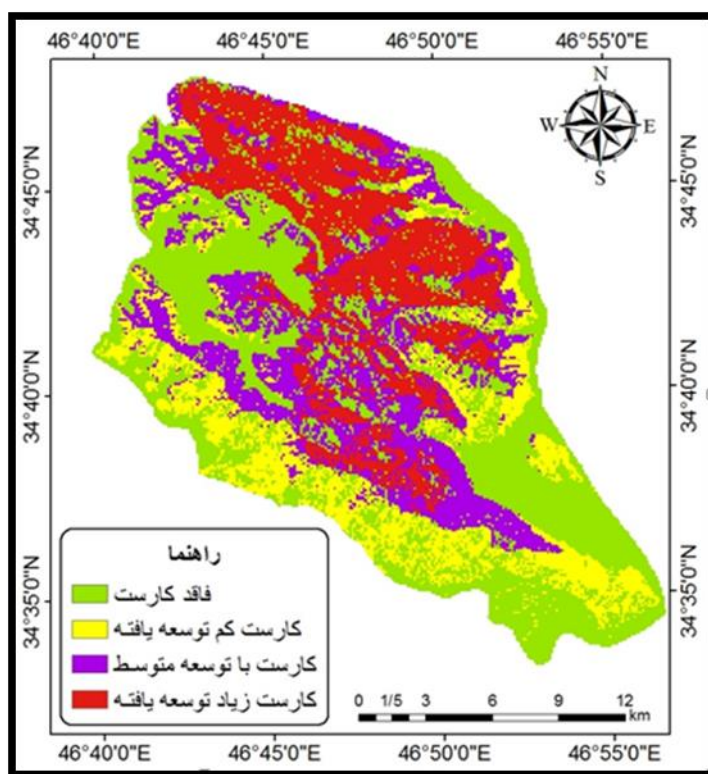 46°40'0"E 46°45'0"E 46°50'0"E 46°55'0"E
N
W E
S
34°45'0"N 34°45'0"N
34°40'0"N 34°40'0"N
34°35'0"N 34°35'0"N
راهنما
فاقد کارست
کارست کم توسعه یافته
کارست با توسعه متوسط
کارست زیاد توسعه یافته
0 1/5 3 6 9 12
km
46°40'0"E 46°45'0"E 46°50'0"E 46°55'0"E